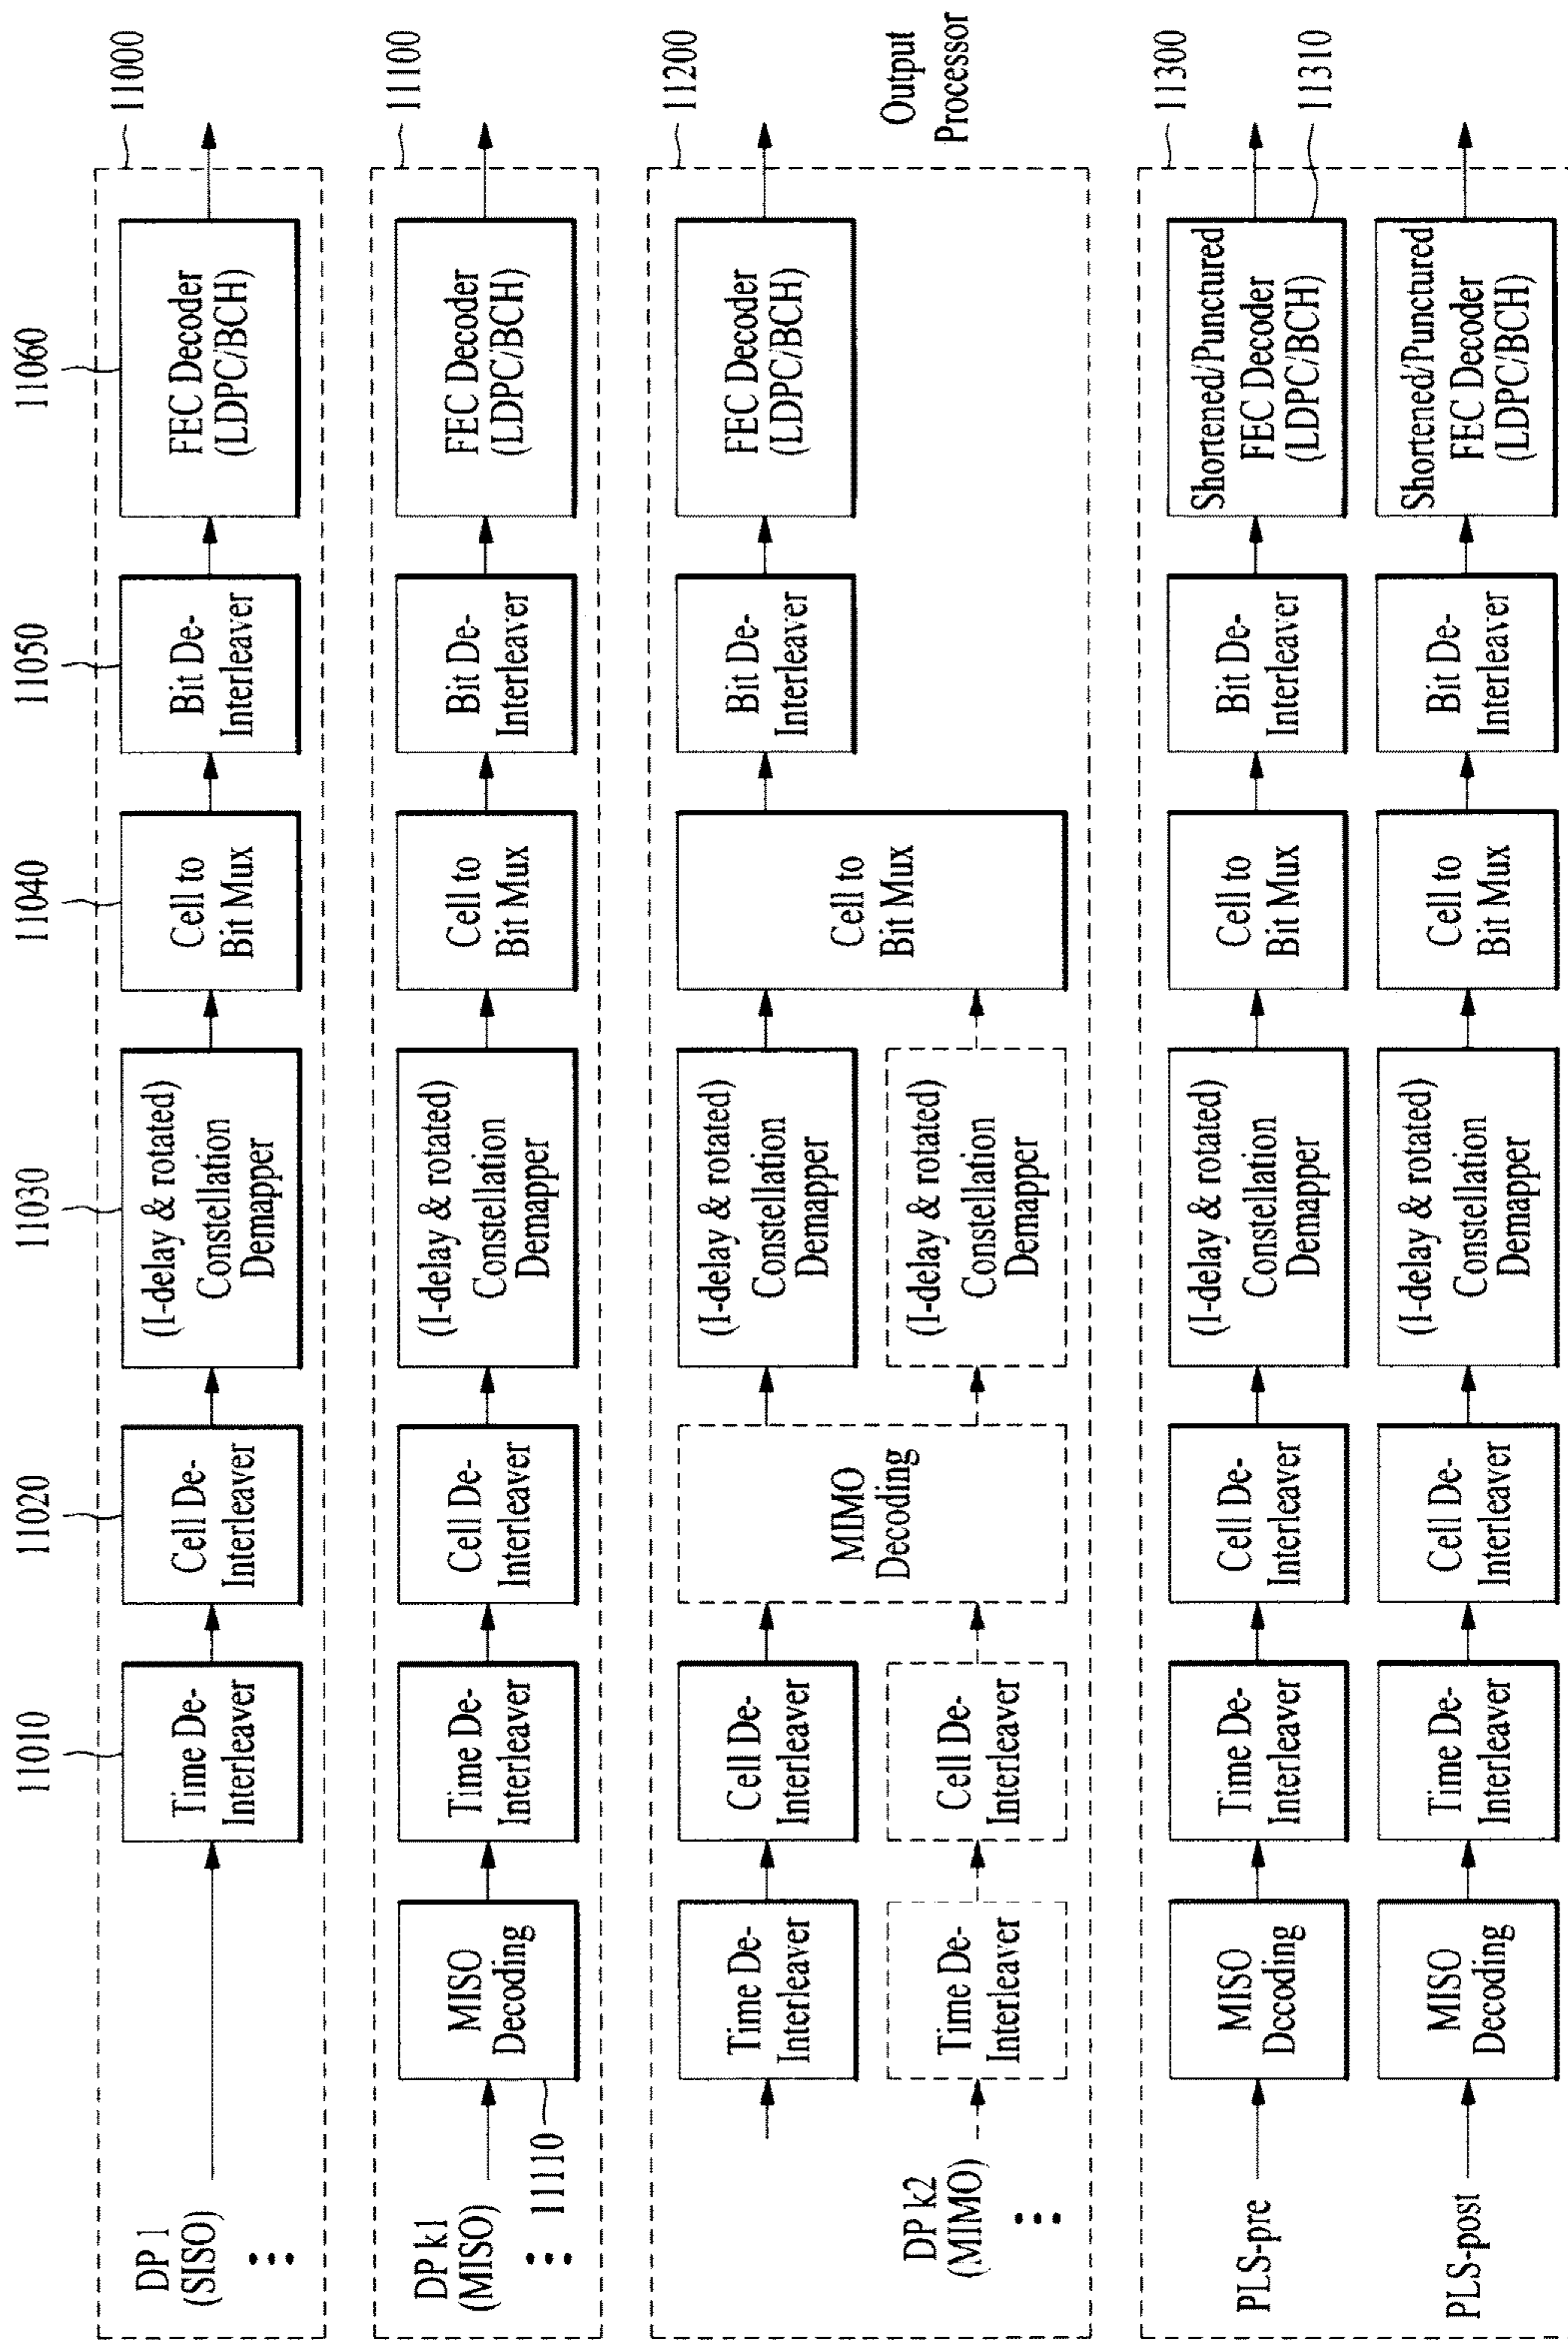 11010
11020
11030
11040
11050
11060
11000
DP 1
(SISO)
Time De-
Interleaver
Cell De-
Interleaver
(I-delay & rotated)
Constellation
Demapper
Cell to
Bit Mux
Bit De-
Interleaver
FEC Decoder
(LDPC/BCH)
11100
DP k1
(MISO)
11110
MISO
Decoding
Time De-
Interleaver
Cell De-
Interleaver
(I-delay & rotated)
Constellation
Demapper
Cell to
Bit Mux
Bit De-
Interleaver
FEC Decoder
(LDPC/BCH)
11200
DP k2
(MIMO)
Time De-
Interleaver
Cell De-
Interleaver
Time De-
Interleaver
Cell De-
Interleaver
MIMO
Decoding
(I-delay & rotated)
Constellation
Demapper
(I-delay & rotated)
Constellation
Demapper
Cell to
Bit Mux
Bit De-
Interleaver
FEC Decoder
(LDPC/BCH)
Output
Processor
11300
PLS-pre
MISO
Dccoding
Time De-
Interleaver
Cell De-
Interleaver
(I-delay & rotated)
Constellation
Demapper
Cell to
Bit Mux
Bit De-
Interleaver
Shortened/Punctured
FEC Decoder
(LDPC/BCH)
11310
PLS-post
MISO
Decoding
Time De-
Interleaver
Cell De-
Interleaver
(I-delay & rotated)
Constellation
Demapper
Cell to
Bit Mux
Bit De-
Interleaver
Shortened/Punctured
FEC Decoder
(LDPC/BCH)